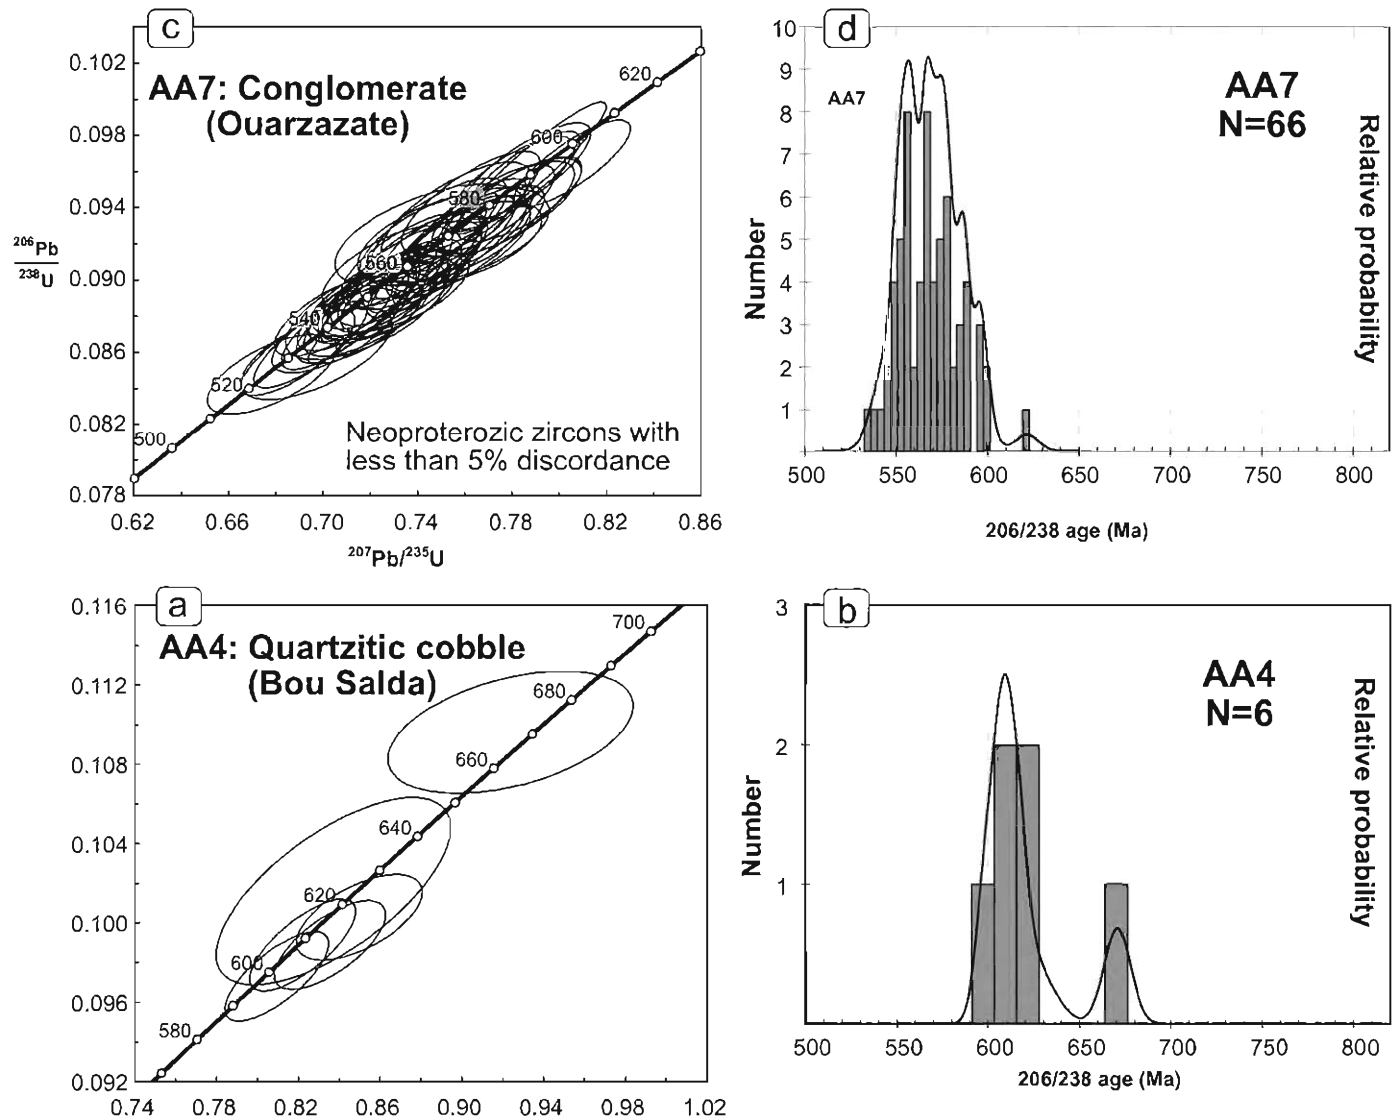 c
AA7: Conglomerate
(Ouarzazate)
0.102
0.098
0.094
0.090
0.086
0.082
0.078
206Pb
238U
620
600
580
560
540
520
500
Neoproterozic zircons with
less than 5% discordance
0.62 0.66 0.70 0.74 0.78 0.82 0.86
207Pb/235U
d
AA7
AA7
N=66
10
9
8
7
6
5
4
3
2
1
Number
Relative probability
500 550 600 650 700 750 800
206/238 age (Ma)
a
AA4: Quartzitic cobble
(Bou Salda)
0.116
0.112
0.108
0.104
0.100
0.096
0.092
700
680
660
640
620
600
580
0.74 0.78 0.82 0.86 0.90 0.94 0.98 1.02
b
AA4
N=6
3
2
1
Number
Relative probability
500 550 600 650 700 750 800
206/238 age (Ma)